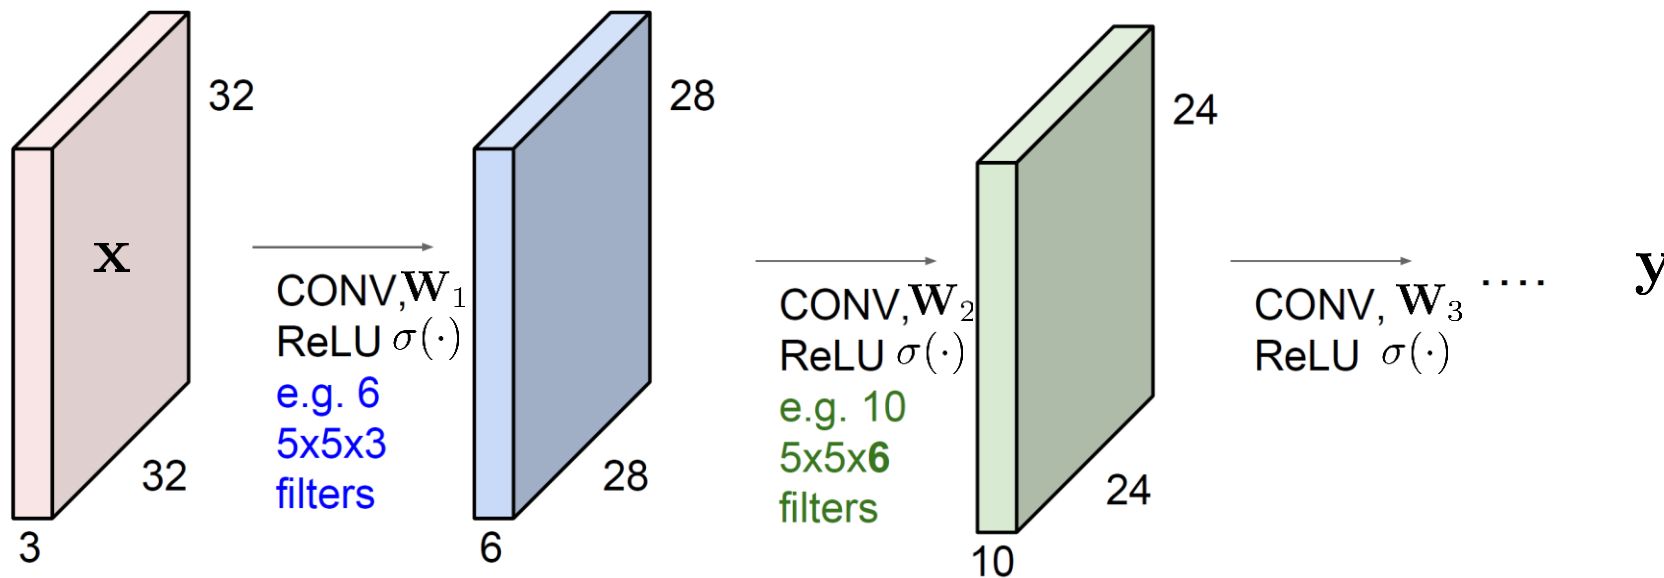 32
x
CONV, W₁
ReLU σ(·)
e.g. 6
5x5x3
filters
32
3
28
28
6
CONV, W₂
ReLU σ(·)
e.g. 10
5x5x6
filters
24
24
10
CONV, W₃
ReLU σ(·)
....
y